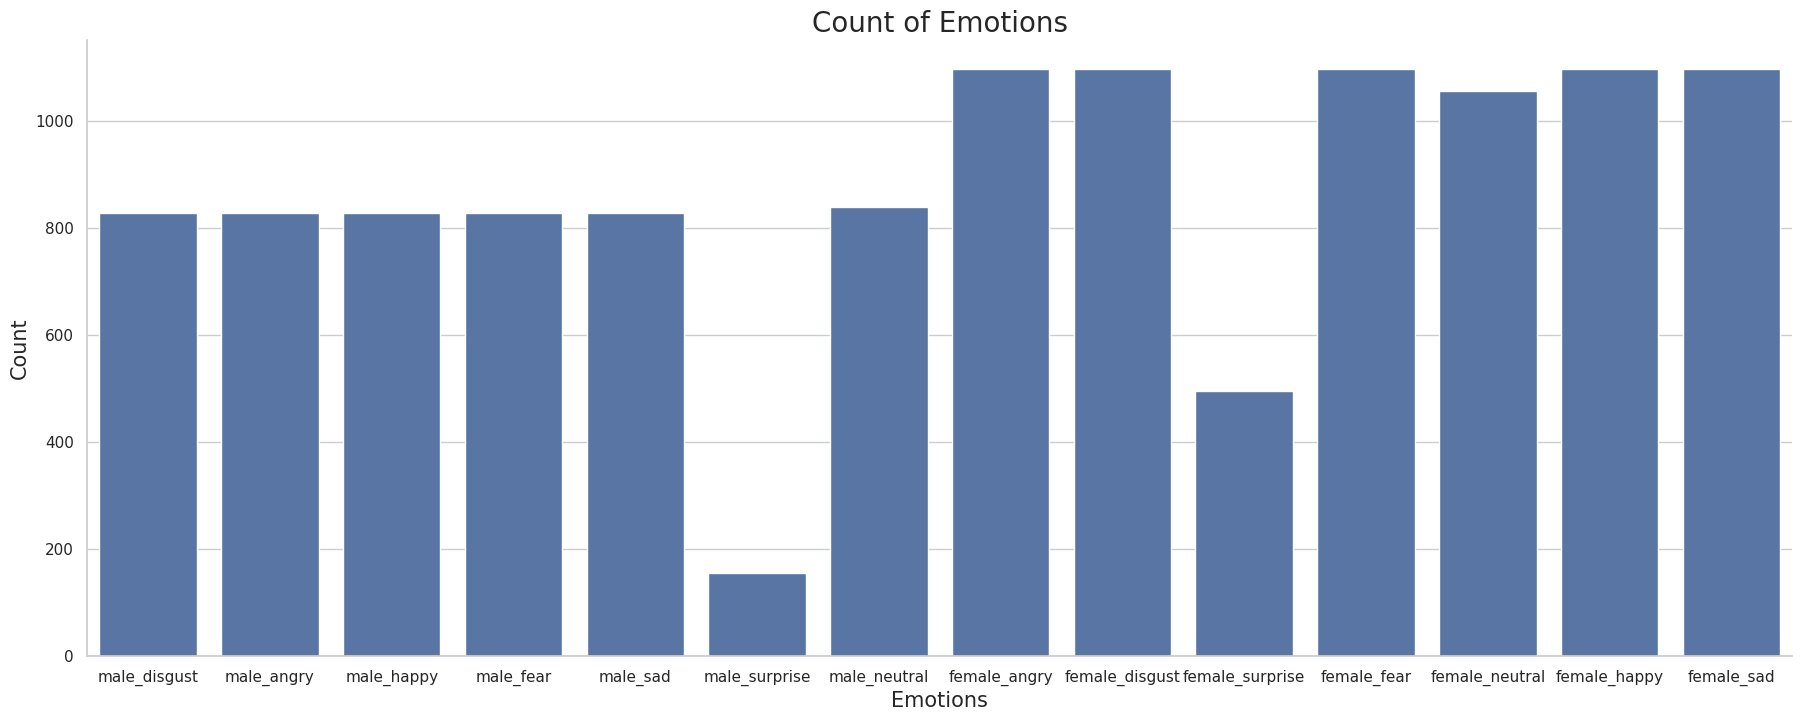 Count of Emotions
Count
1000
800
600
400
200
0
male_disgust male_angry male_happy male_fear male_sad male_surprise male_neutral female_angry female_disgust female_surprise female_fear female_neutral female_happy female_sad
Emotions